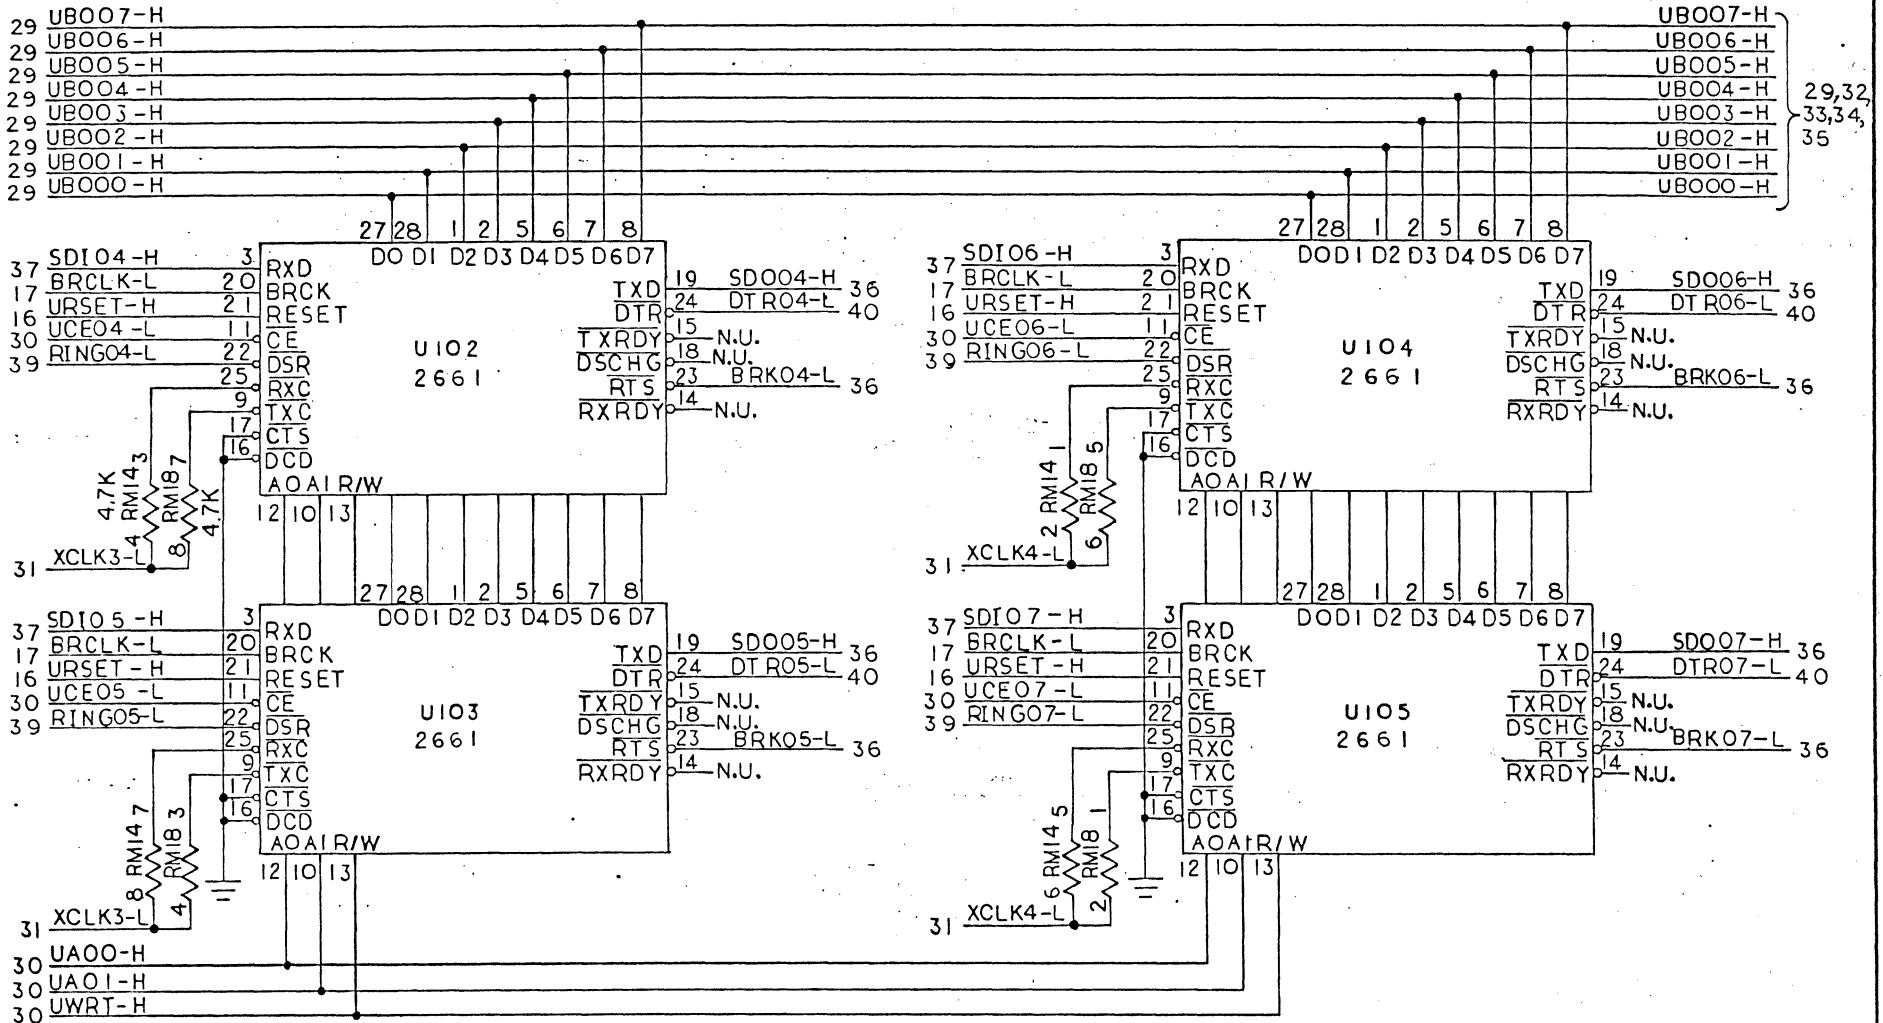 29 UB007-H UB007-H
29 UB006-H UB006-H
29 UB005-H UB005-H
29 UB004-H UB004-H 29,32,
29 UB003-H UB003-H 33,34,
29 UB002-H UB002-H 35
29 UB001-H UB001-H
29 UB000-H UB000-H
27 28 1 2 5 6 7 8
D0 D1 D2 D3 D4 D5 D6 D7
37 SDI04-H 3 RXD
17 BRCLK-L 20 BRCK
16 URSET-H 21 RESET
30 UCE04-L 11 CE
39 RING04-L 22 DSR
25 RXC
9 TXC
17 CTS
16 DCD
U102
2661
TXD 19 SD004-H 36
DTR 24 DTR04-L 40
TXRDY 15 N.U.
DSCHG 18 N.U.
RTS 23 BRK04-L 36
RXRDY 14 N.U.
A0 A1 R/W
12 10 13
4.7K
4 RM14 3
8 RM18 7
4.7K
31 XCLK3-L
27 28 1 2 5 6 7 8
D0 D1 D2 D3 D4 D5 D6 D7
37 SDI06-H 3 RXD
17 BRCLK-L 20 BRCK
16 URSET-H 21 RESET
30 UCE06-L 11 CE
39 RING06-L 22 DSR
25 RXC
9 TXC
17 CTS
16 DCD
U104
2661
TXD 19 SD006-H 36
DTR 24 DTR06-L 40
TXRDY 15 N.U.
DSCHG 18 N.U.
RTS 23 BRK06-L 36
RXRDY 14 N.U.
A0 A1 R/W
12 10 13
2 RM14 1
6 RM18 5
31 XCLK4-L
27 28 1 2 5 6 7 8
D0 D1 D2 D3 D4 D5 D6 D7
37 SDI05-H 3 RXD
17 BRCLK-L 20 BRCK
16 URSET-H 21 RESET
30 UCE05-L 11 CE
39 RING05-L 22 DSR
25 RXC
9 TXC
17 CTS
16 DCD
U103
2661
TXD 19 SD005-H 36
DTR 24 DTR05-L 40
TXRDY 15 N.U.
DSCHG 18 N.U.
RTS 23 BRK05-L 36
RXRDY 14 N.U.
A0 A1 R/W
12 10 13
8 RM14 7
4 RM18 3
31 XCLK3-L
27 28 1 2 5 6 7 8
D0 D1 D2 D3 D4 D5 D6 D7
37 SDI07-H 3 RXD
17 BRCLK-L 20 BRCK
16 URSET-H 21 RESET
30 UCE07-L 11 CE
39 RING07-L 22 DSR
25 RXC
9 TXC
17 CTS
16 DCD
U105
2661
TXD 19 SD007-H 36
DTR 24 DTR07-L 40
TXRDY 15 N.U.
DSCHG 18 N.U.
RTS 23 BRK07-L 36
RXRDY 14 N.U.
A0 A1 R/W
12 10 13
6 RM14 5
2 RM18 1
31 XCLK4-L
30 UA00-H
30 UA01-H
30 UWRT-H